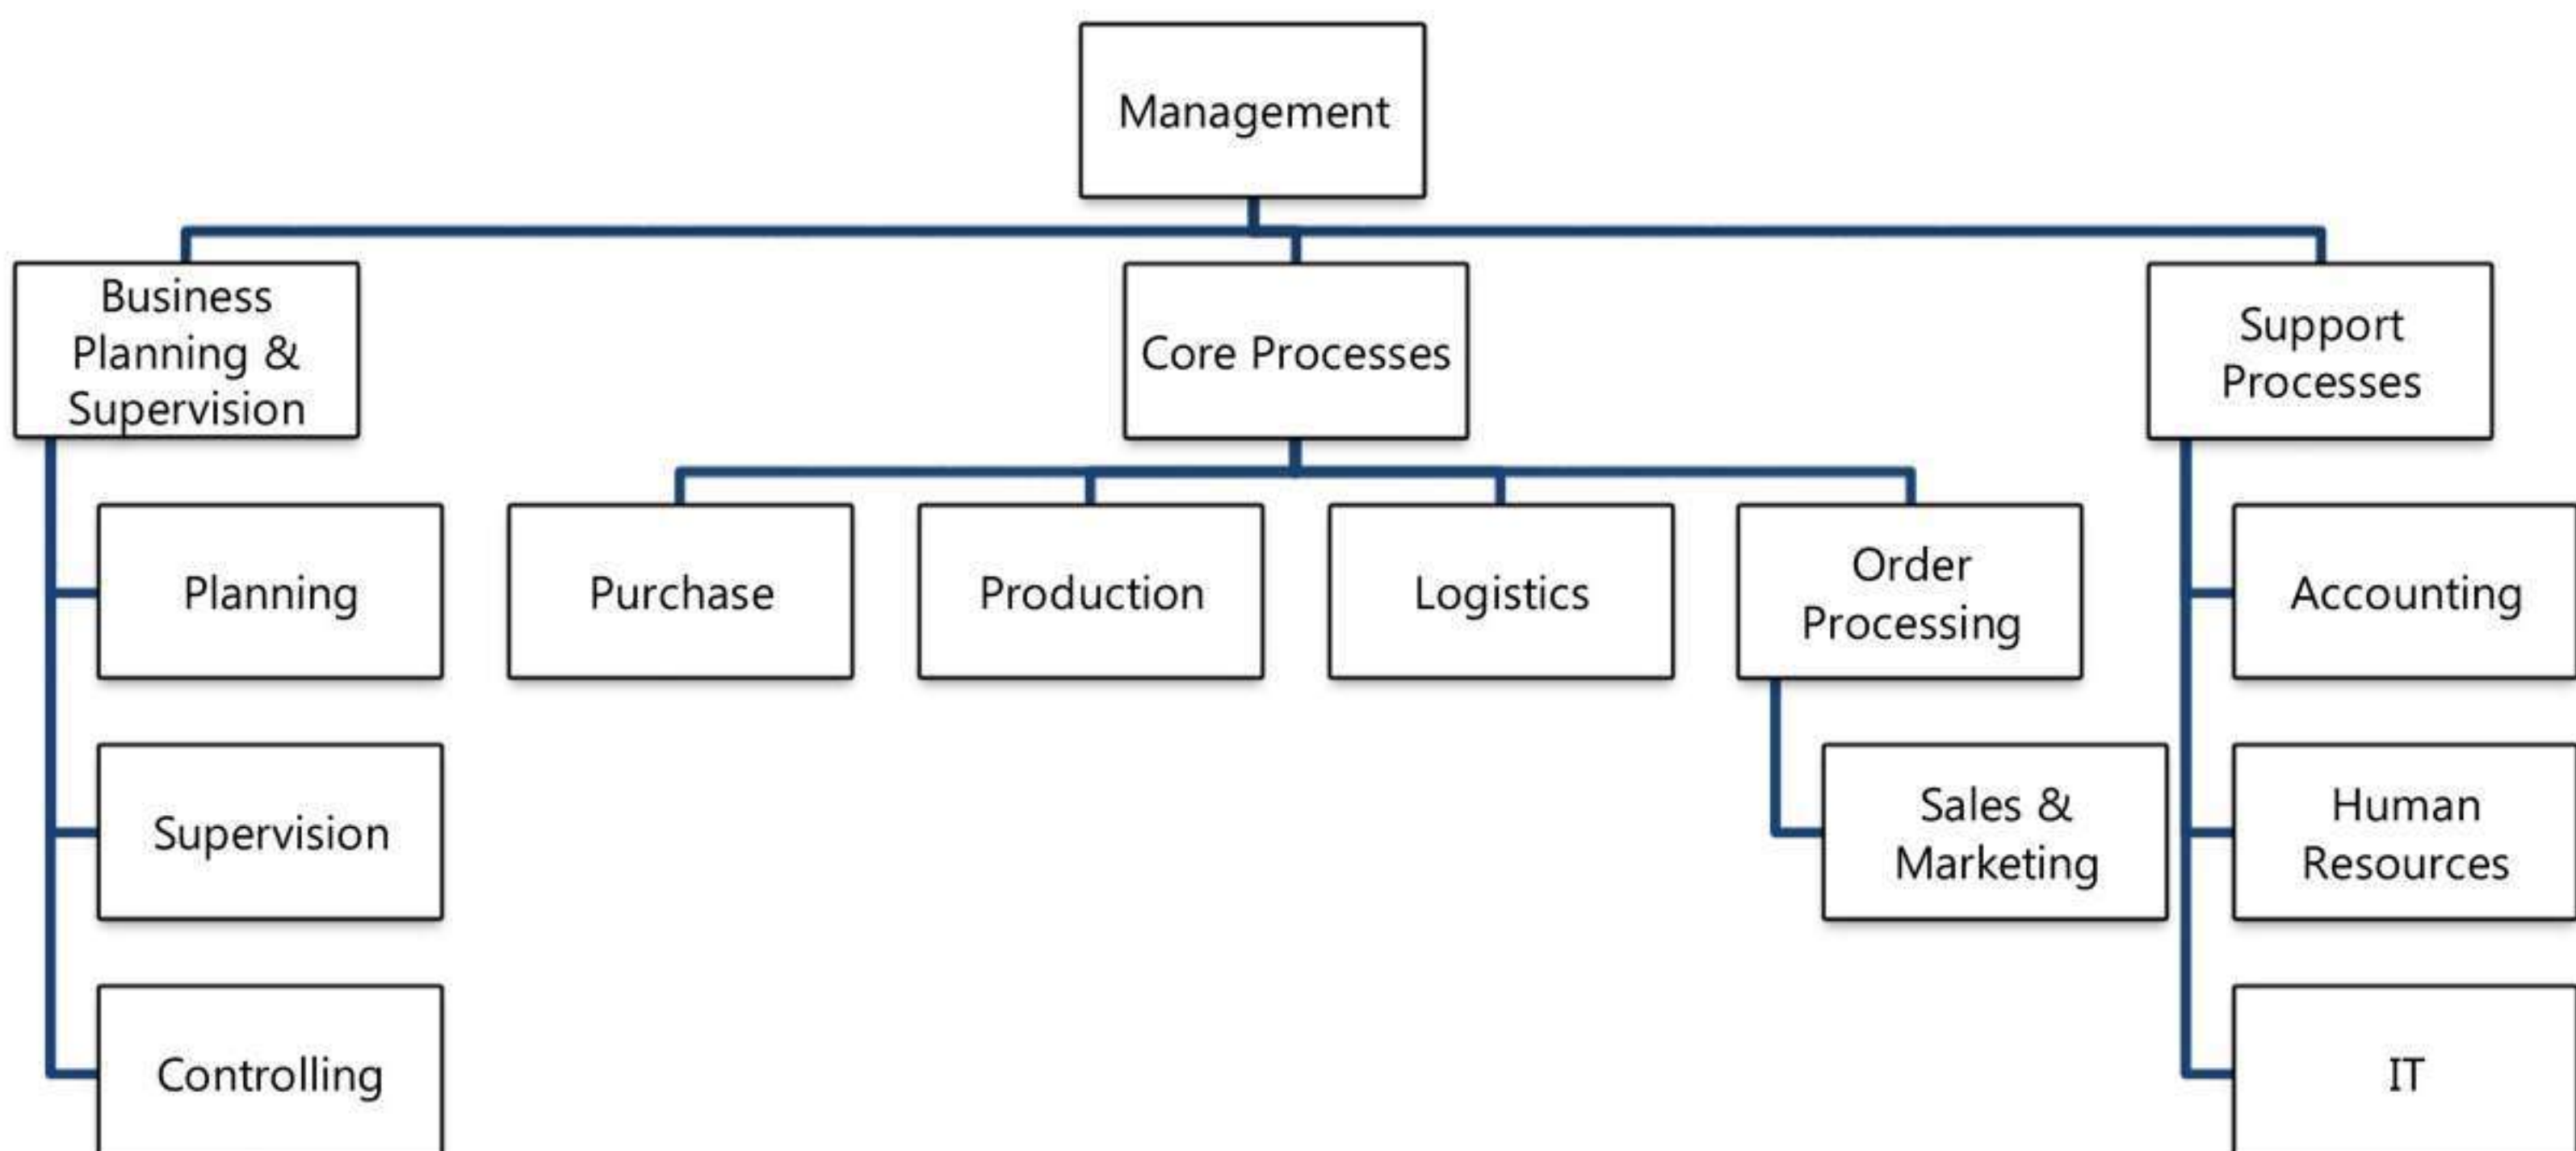 Management
Business
Planning &
Supervision
Core Processes
Support
Processes
Planning
Purchase
Production
Logistics
Order
Processing
Accounting
Supervision
Sales &
Marketing
Human
Resources
Controlling
IT